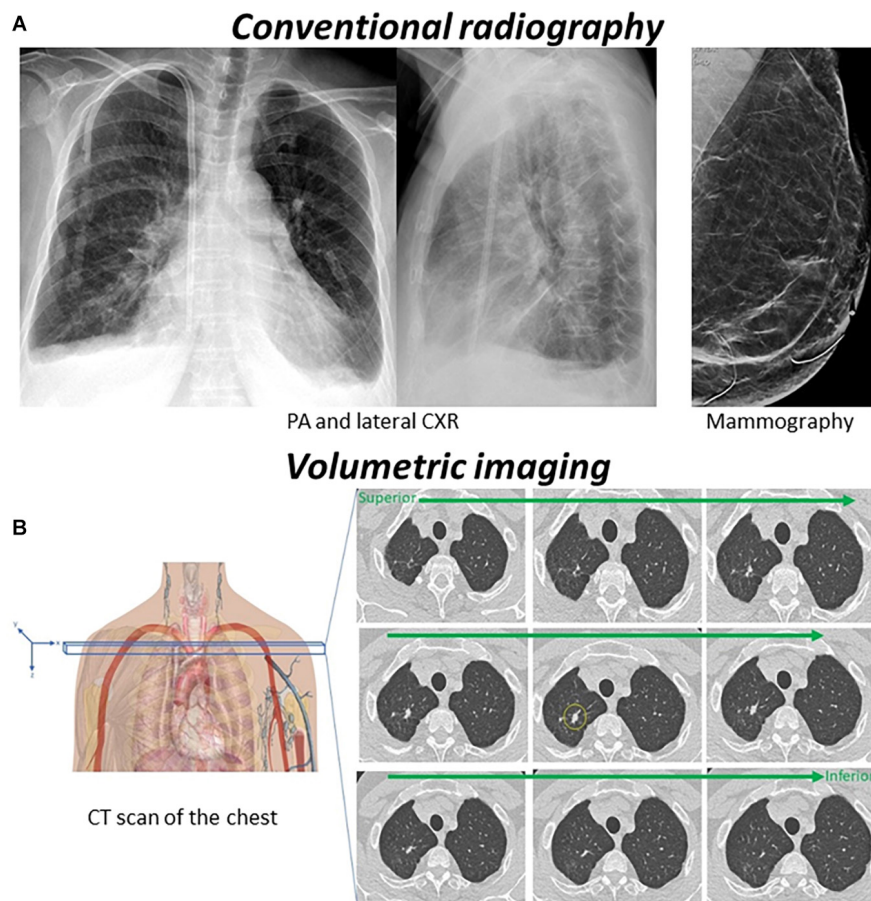 A
Conventional radiography
PA and lateral CXR
Mammography
Volumetric imaging
B
Superior
y
x
z
Inferior
CT scan of the chest